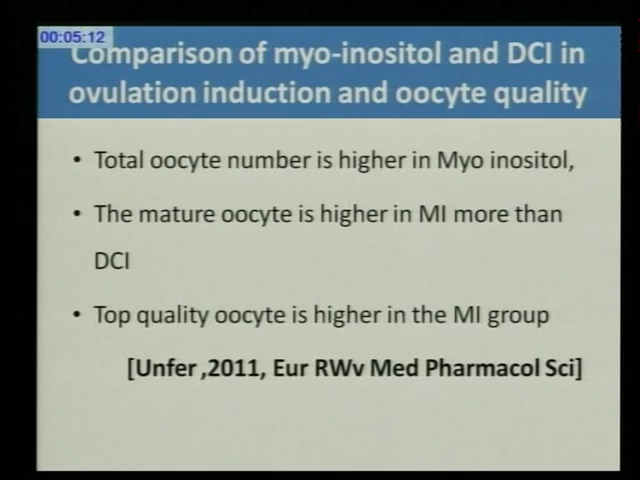 00:05:12
Comparison of myo-inositol and DCI in
ovulation induction and oocyte quality
• Total oocyte number is higher in Myo inositol,
• The mature oocyte is higher in MI more than
DCI
• Top quality oocyte is higher in the MI group
[Unfer ,2011, Eur RWv Med Pharmacol Sci]